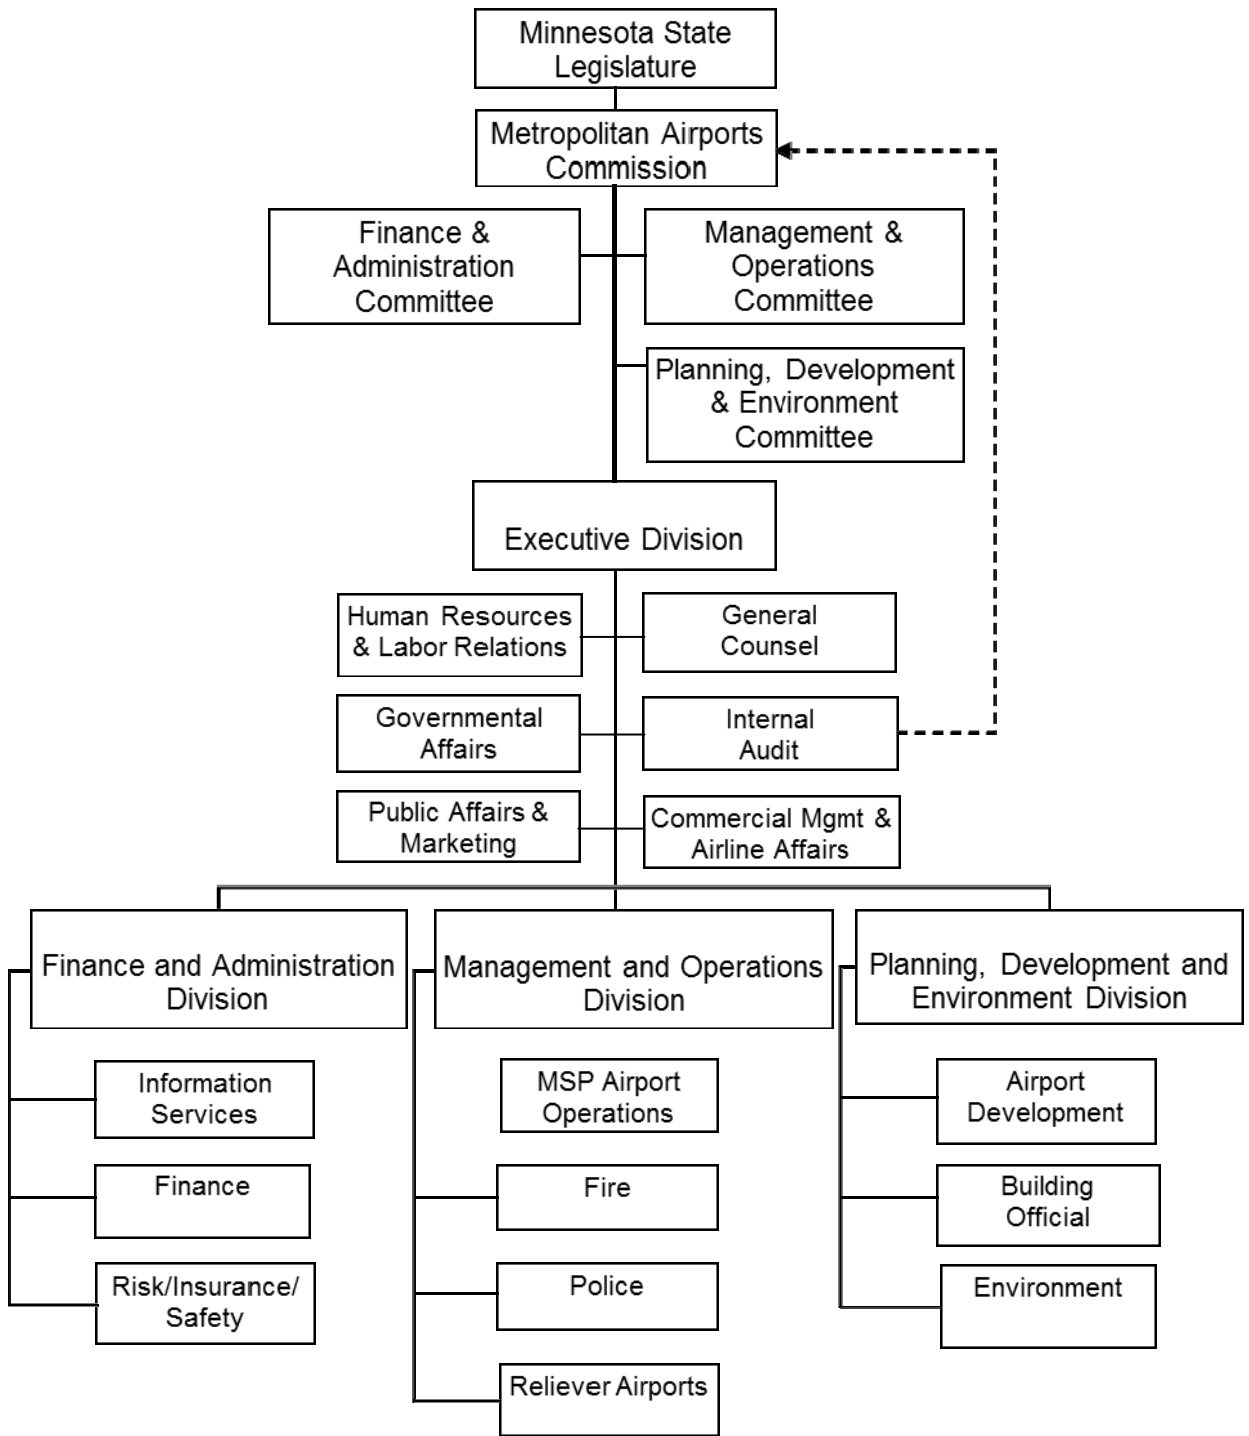 Minnesota State
Legislature
Metropolitan Airports
Commission
Finance &
Administration
Committee
Management &
Operations
Committee
Planning, Development
& Environment
Committee
Executive Division
Human Resources
& Labor Relations
General
Counsel
Governmental
Affairs
Internal
Audit
Public Affairs &
Marketing
Commercial Mgmt &
Airline Affairs
Finance and Administration
Division
Management and Operations
Division
Planning, Development and
Environment Division
Information
Services
Finance
Risk/Insurance/
Safety
MSP Airport
Operations
Fire
Police
Reliever Airports
Airport
Development
Building
Official
Environment